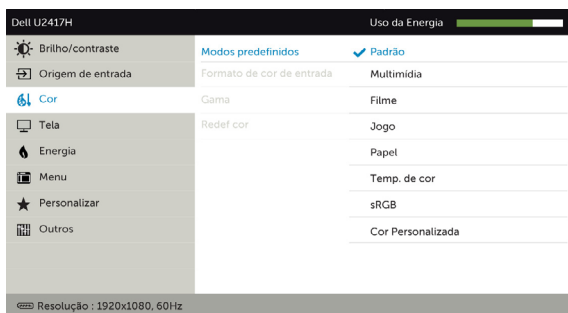 Dell U2417H
Uso da Energia
Brilho/contraste
Origem de entrada
Cor
Tela
Energia
Menu
Personalizar
Outros
Modos predefinidos
Formato de cor de entrada
Gama
Redef cor
Padrão
Multimídia
Filme
Jogo
Papel
Temp. de cor
sRGB
Cor Personalizada
Resolução : 1920x1080, 60Hz